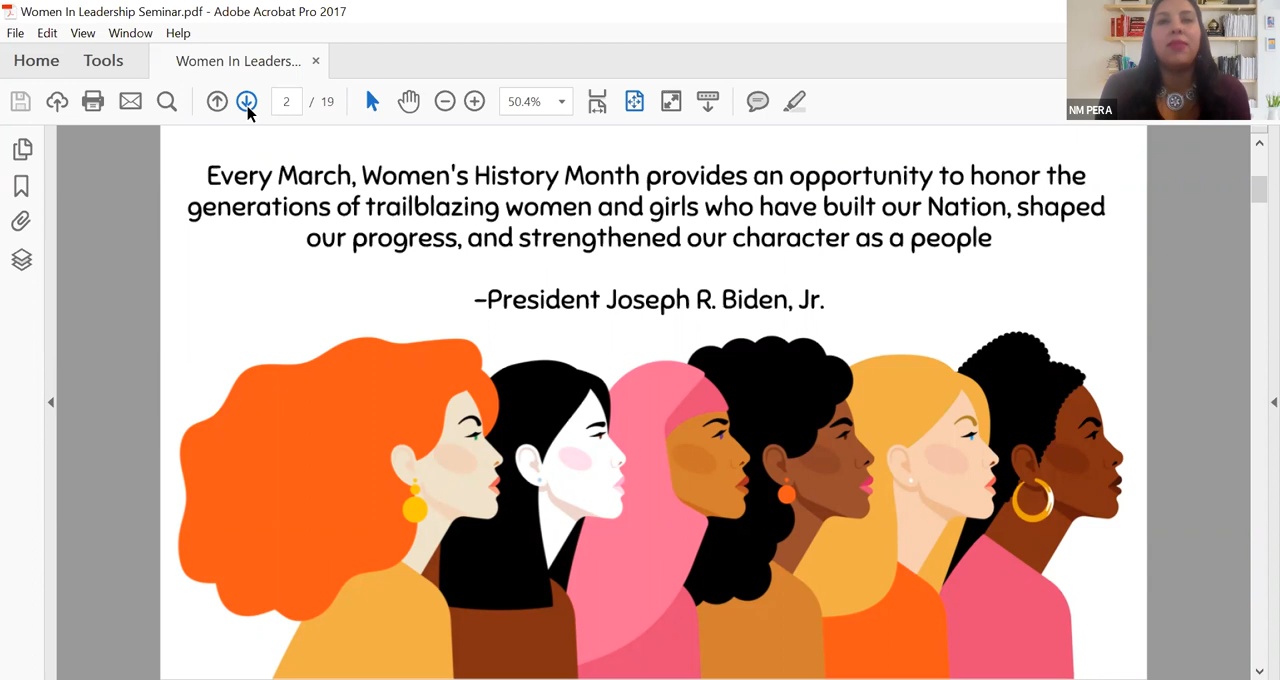 Women In Leadership Seminar.pdf - Adobe Acrobat Pro 2017
File Edit View Window Help
Home Tools Women In Leaders... ×
2 / 19 50.4%
NM PERA
Every March, Women's History Month provides an opportunity to honor the
generations of trailblazing women and girls who have built our Nation, shaped
our progress, and strengthened our character as a people
–President Joseph R. Biden, Jr.